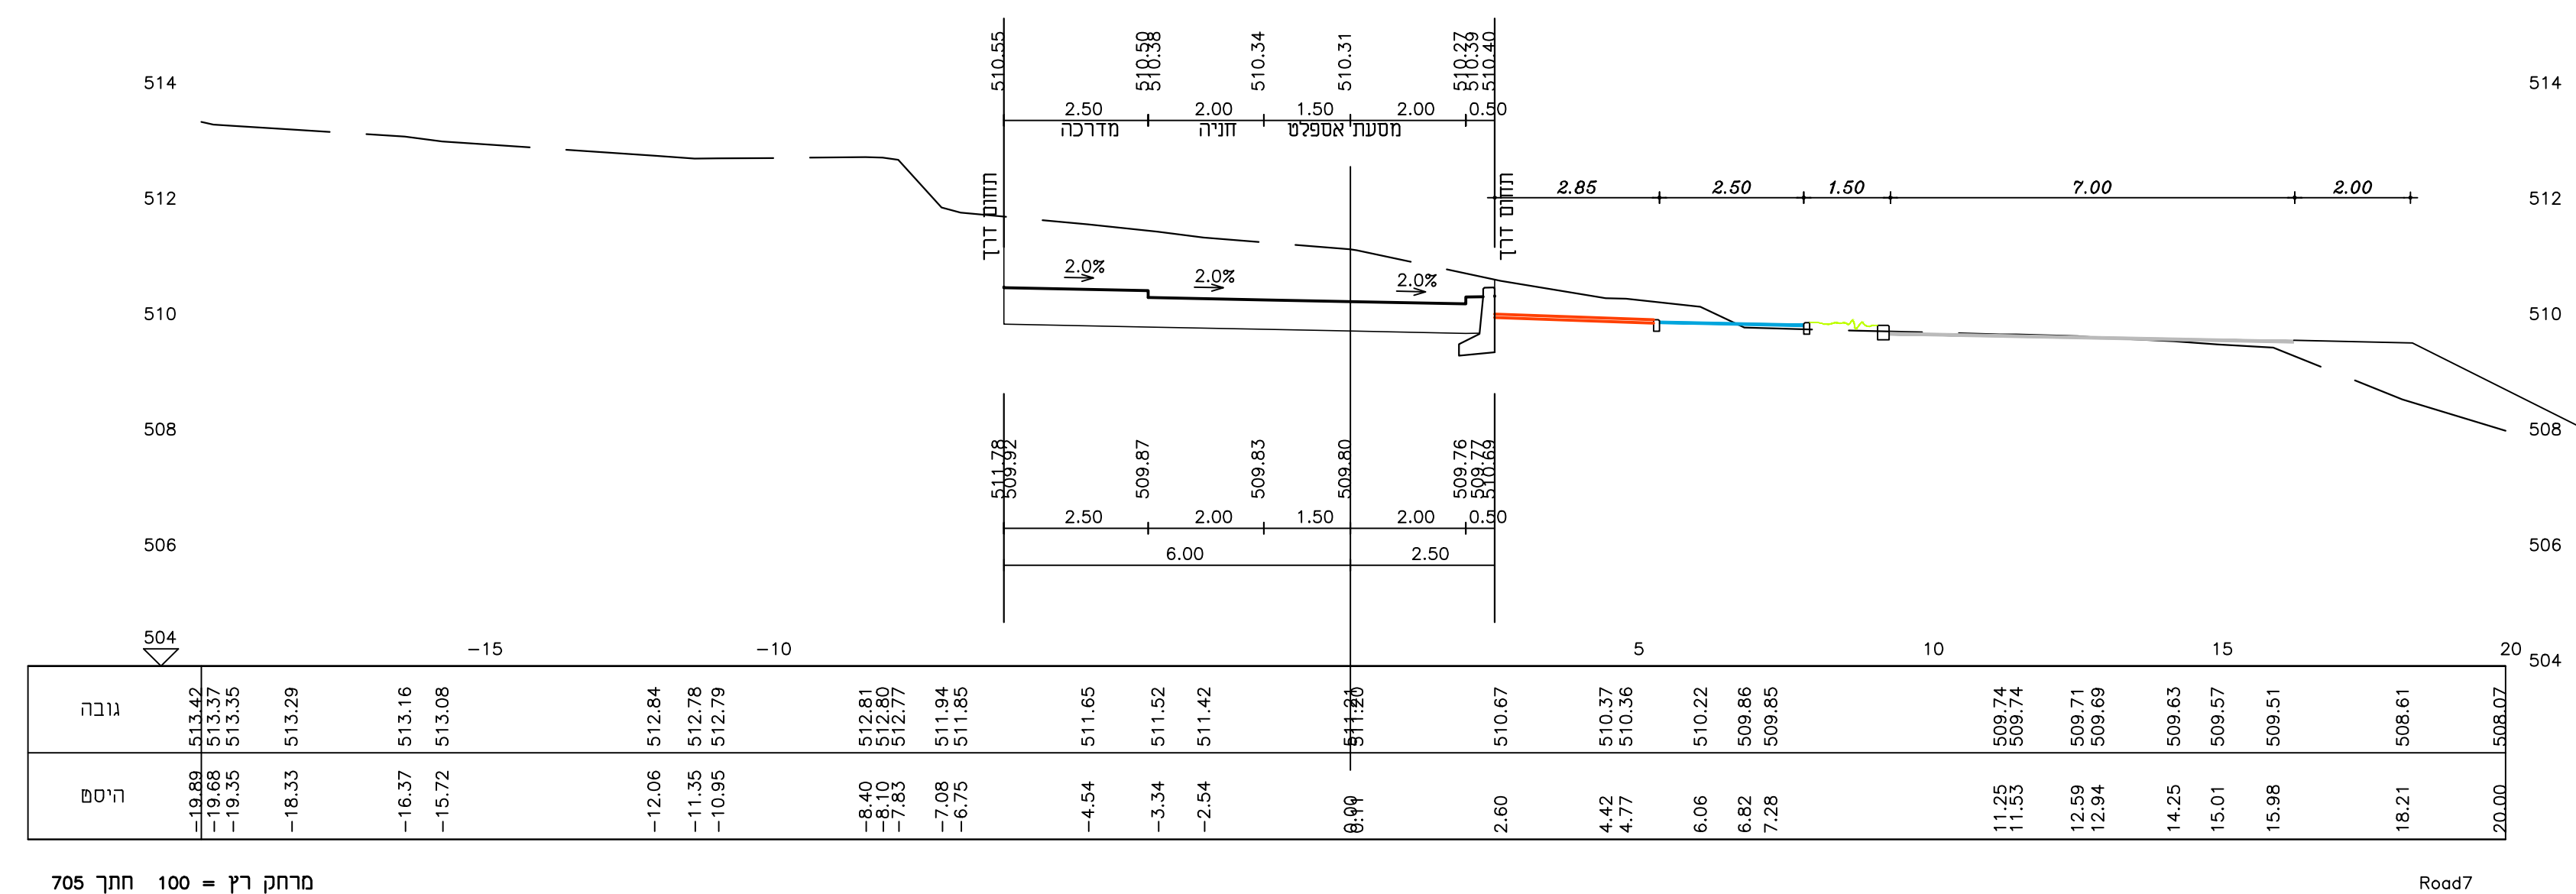 510.55 510.50 510.38 510.34 510.31 510.27 510.39 510.40
514 514
2.50 2.00 1.50 2.00 0.50
מדרכה חניה מסעת אספלט
תחום דרך תחום דרך
512 2.85 2.50 1.50 7.00 2.00 512
2.0% 2.0% 2.0%
510 510
508 508
511.78 509.92 509.87 509.83 509.80 509.76 509.77 510.69
2.50 2.00 1.50 2.00 0.50
506 506
6.00 2.50
504 -15 -10 5 10 15 20 504
גובה 513.42 513.37 513.35 513.29 513.16 513.08 512.84 512.78 512.79 512.81 512.80 512.77 511.94 511.85 511.65 511.52 511.42 511.21 511.20 510.67 510.37 510.36 510.22 509.86 509.85 509.74 509.74 509.71 509.69 509.63 509.57 509.51 508.61 508.07
היסט -19.89 -19.68 -19.35 -18.33 -16.37 -15.72 -12.06 -11.35 -10.95 -8.40 -8.10 -7.83 -7.08 -6.75 -4.54 -3.34 -2.54 0.00 0.11 2.60 4.42 4.77 6.06 6.82 7.28 11.25 11.53 12.59 12.94 14.25 15.01 15.98 18.21 20.00
מרחק רץ = 100 חתך 705
Road7